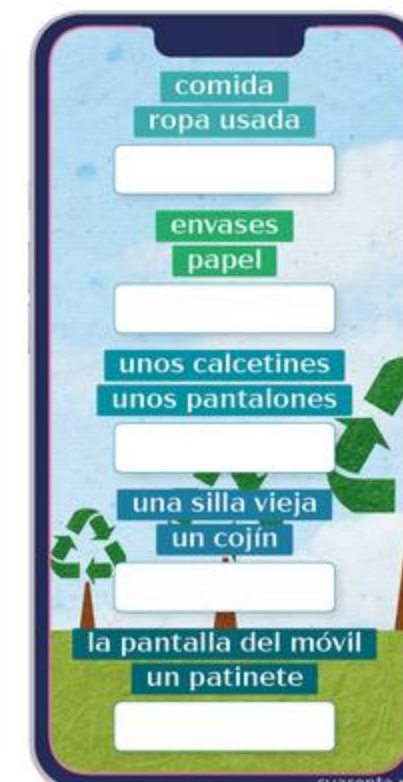 comida
ropa usada
envases
papel
unos calcetines
unos pantalones
una silla vieja
un cojín
la pantalla del móvil
un patinete
cuarenta